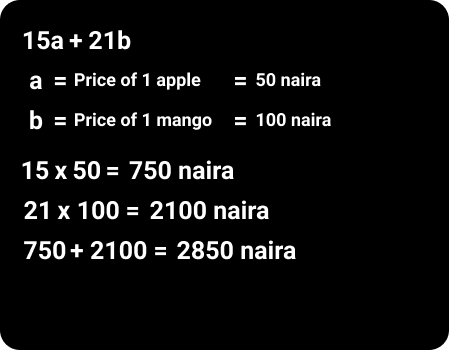 15a + 21b
a = Price of 1 apple = 50 naira
b = Price of 1 mango = 100 naira
15 x 50 = 750 naira
21 x 100 = 2100 naira
750 + 2100 = 2850 naira